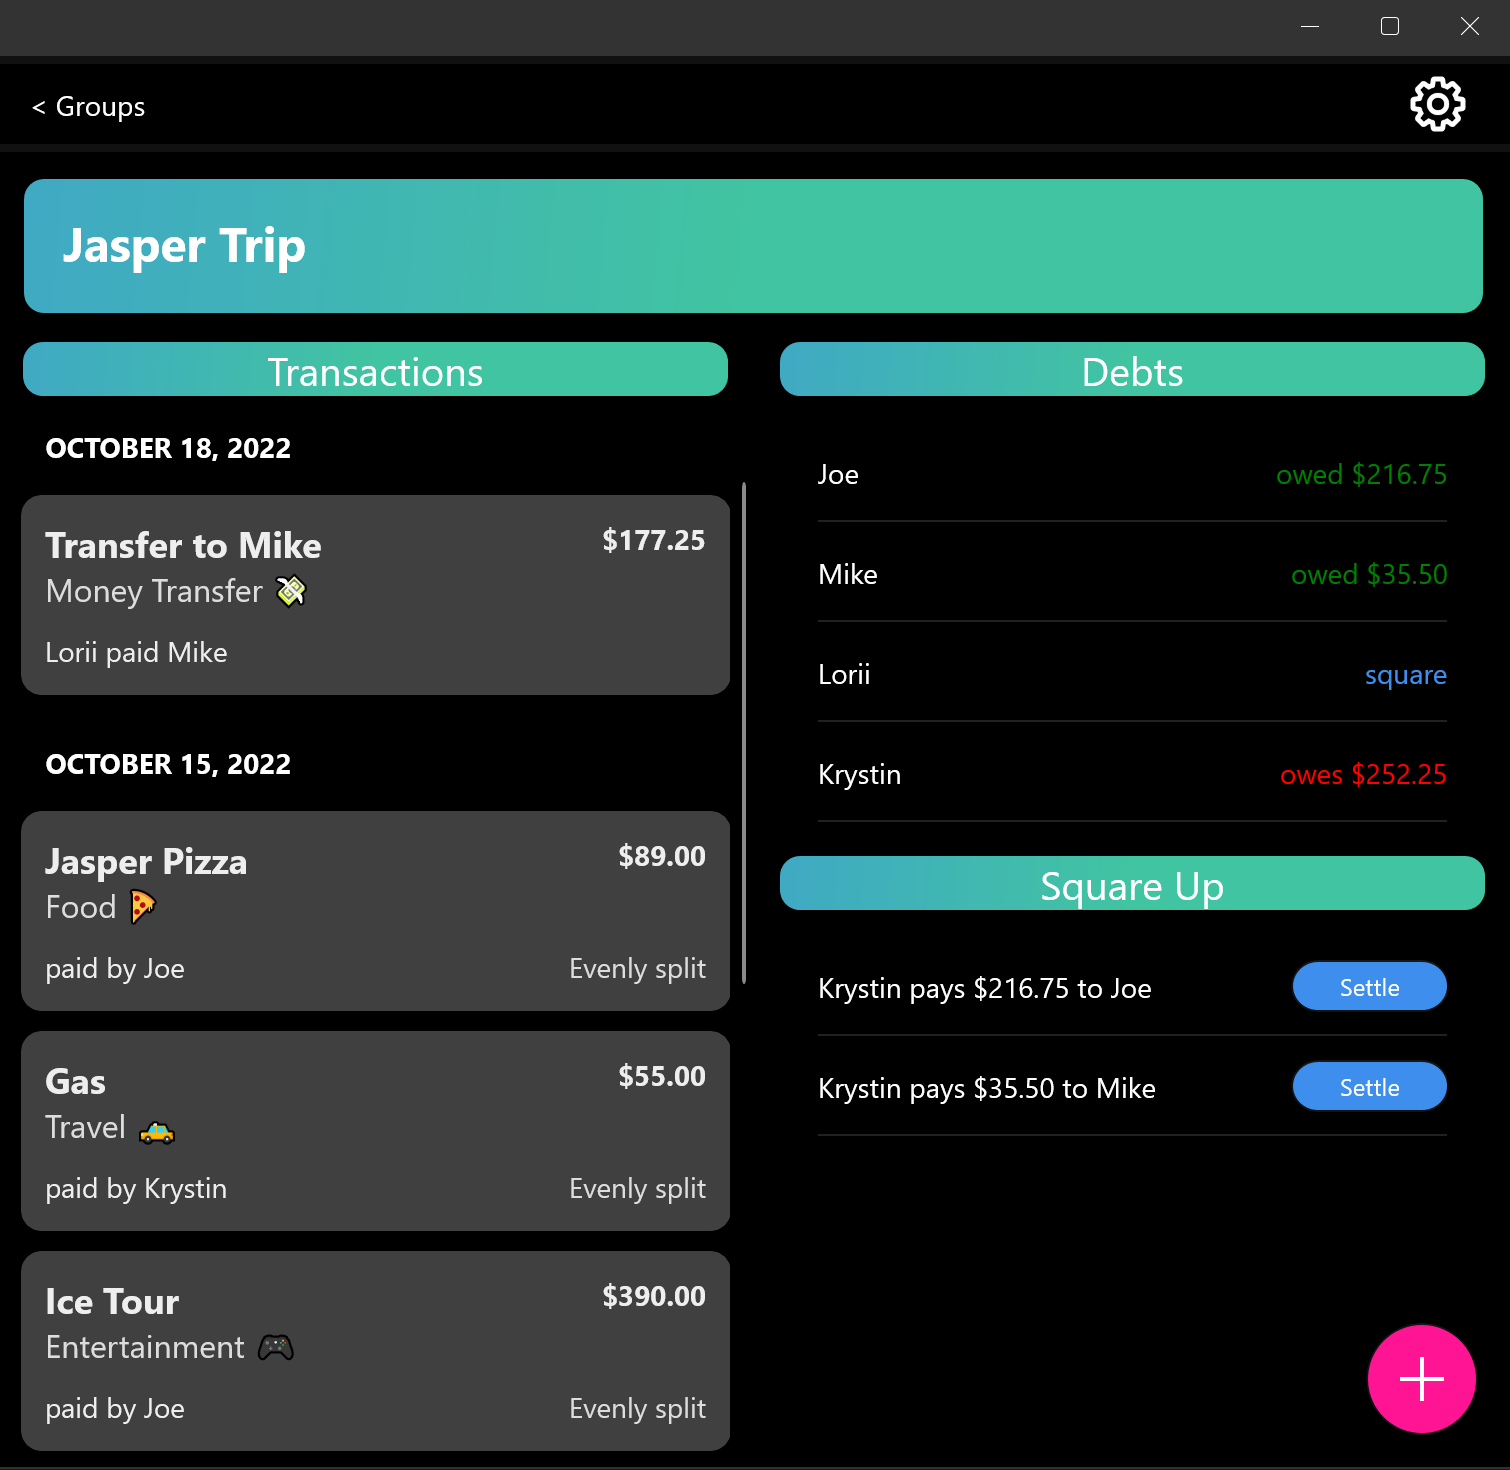 < Groups
Jasper Trip
Transactions
OCTOBER 18, 2022
Transfer to Mike
$177.25
Money Transfer
Lorii paid Mike
OCTOBER 15, 2022
Jasper Pizza
$89.00
Food
paid by Joe
Evenly split
Gas
$55.00
Travel
paid by Krystin
Evenly split
Ice Tour
$390.00
Entertainment
paid by Joe
Evenly split
Debts
Joe
owed $216.75
Mike
owed $35.50
Lorii
square
Krystin
owes $252.25
Square Up
Krystin pays $216.75 to Joe
Settle
Krystin pays $35.50 to Mike
Settle